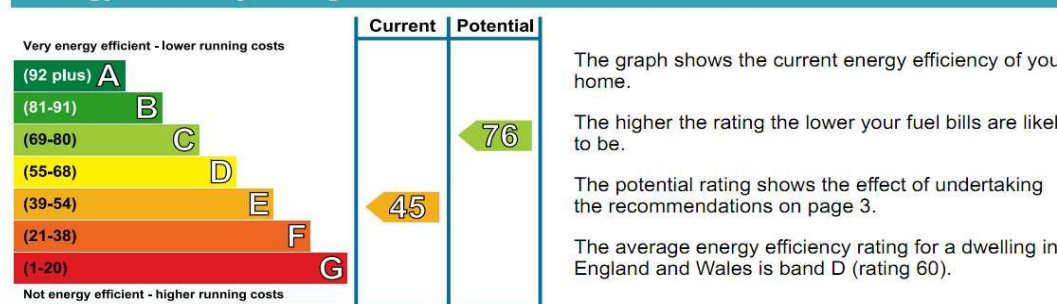 Current Potential
Very energy efficient - lower running costs
(92 plus) A
(81-91) B
(69-80) C
76
(55-68) D
(39-54) E
45
(21-38) F
(1-20) G
Not energy efficient - higher running costs
The graph shows the current energy efficiency of you
home.
The higher the rating the lower your fuel bills are likel
to be.
The potential rating shows the effect of undertaking
the recommendations on page 3.
The average energy efficiency rating for a dwelling in
England and Wales is band D (rating 60).